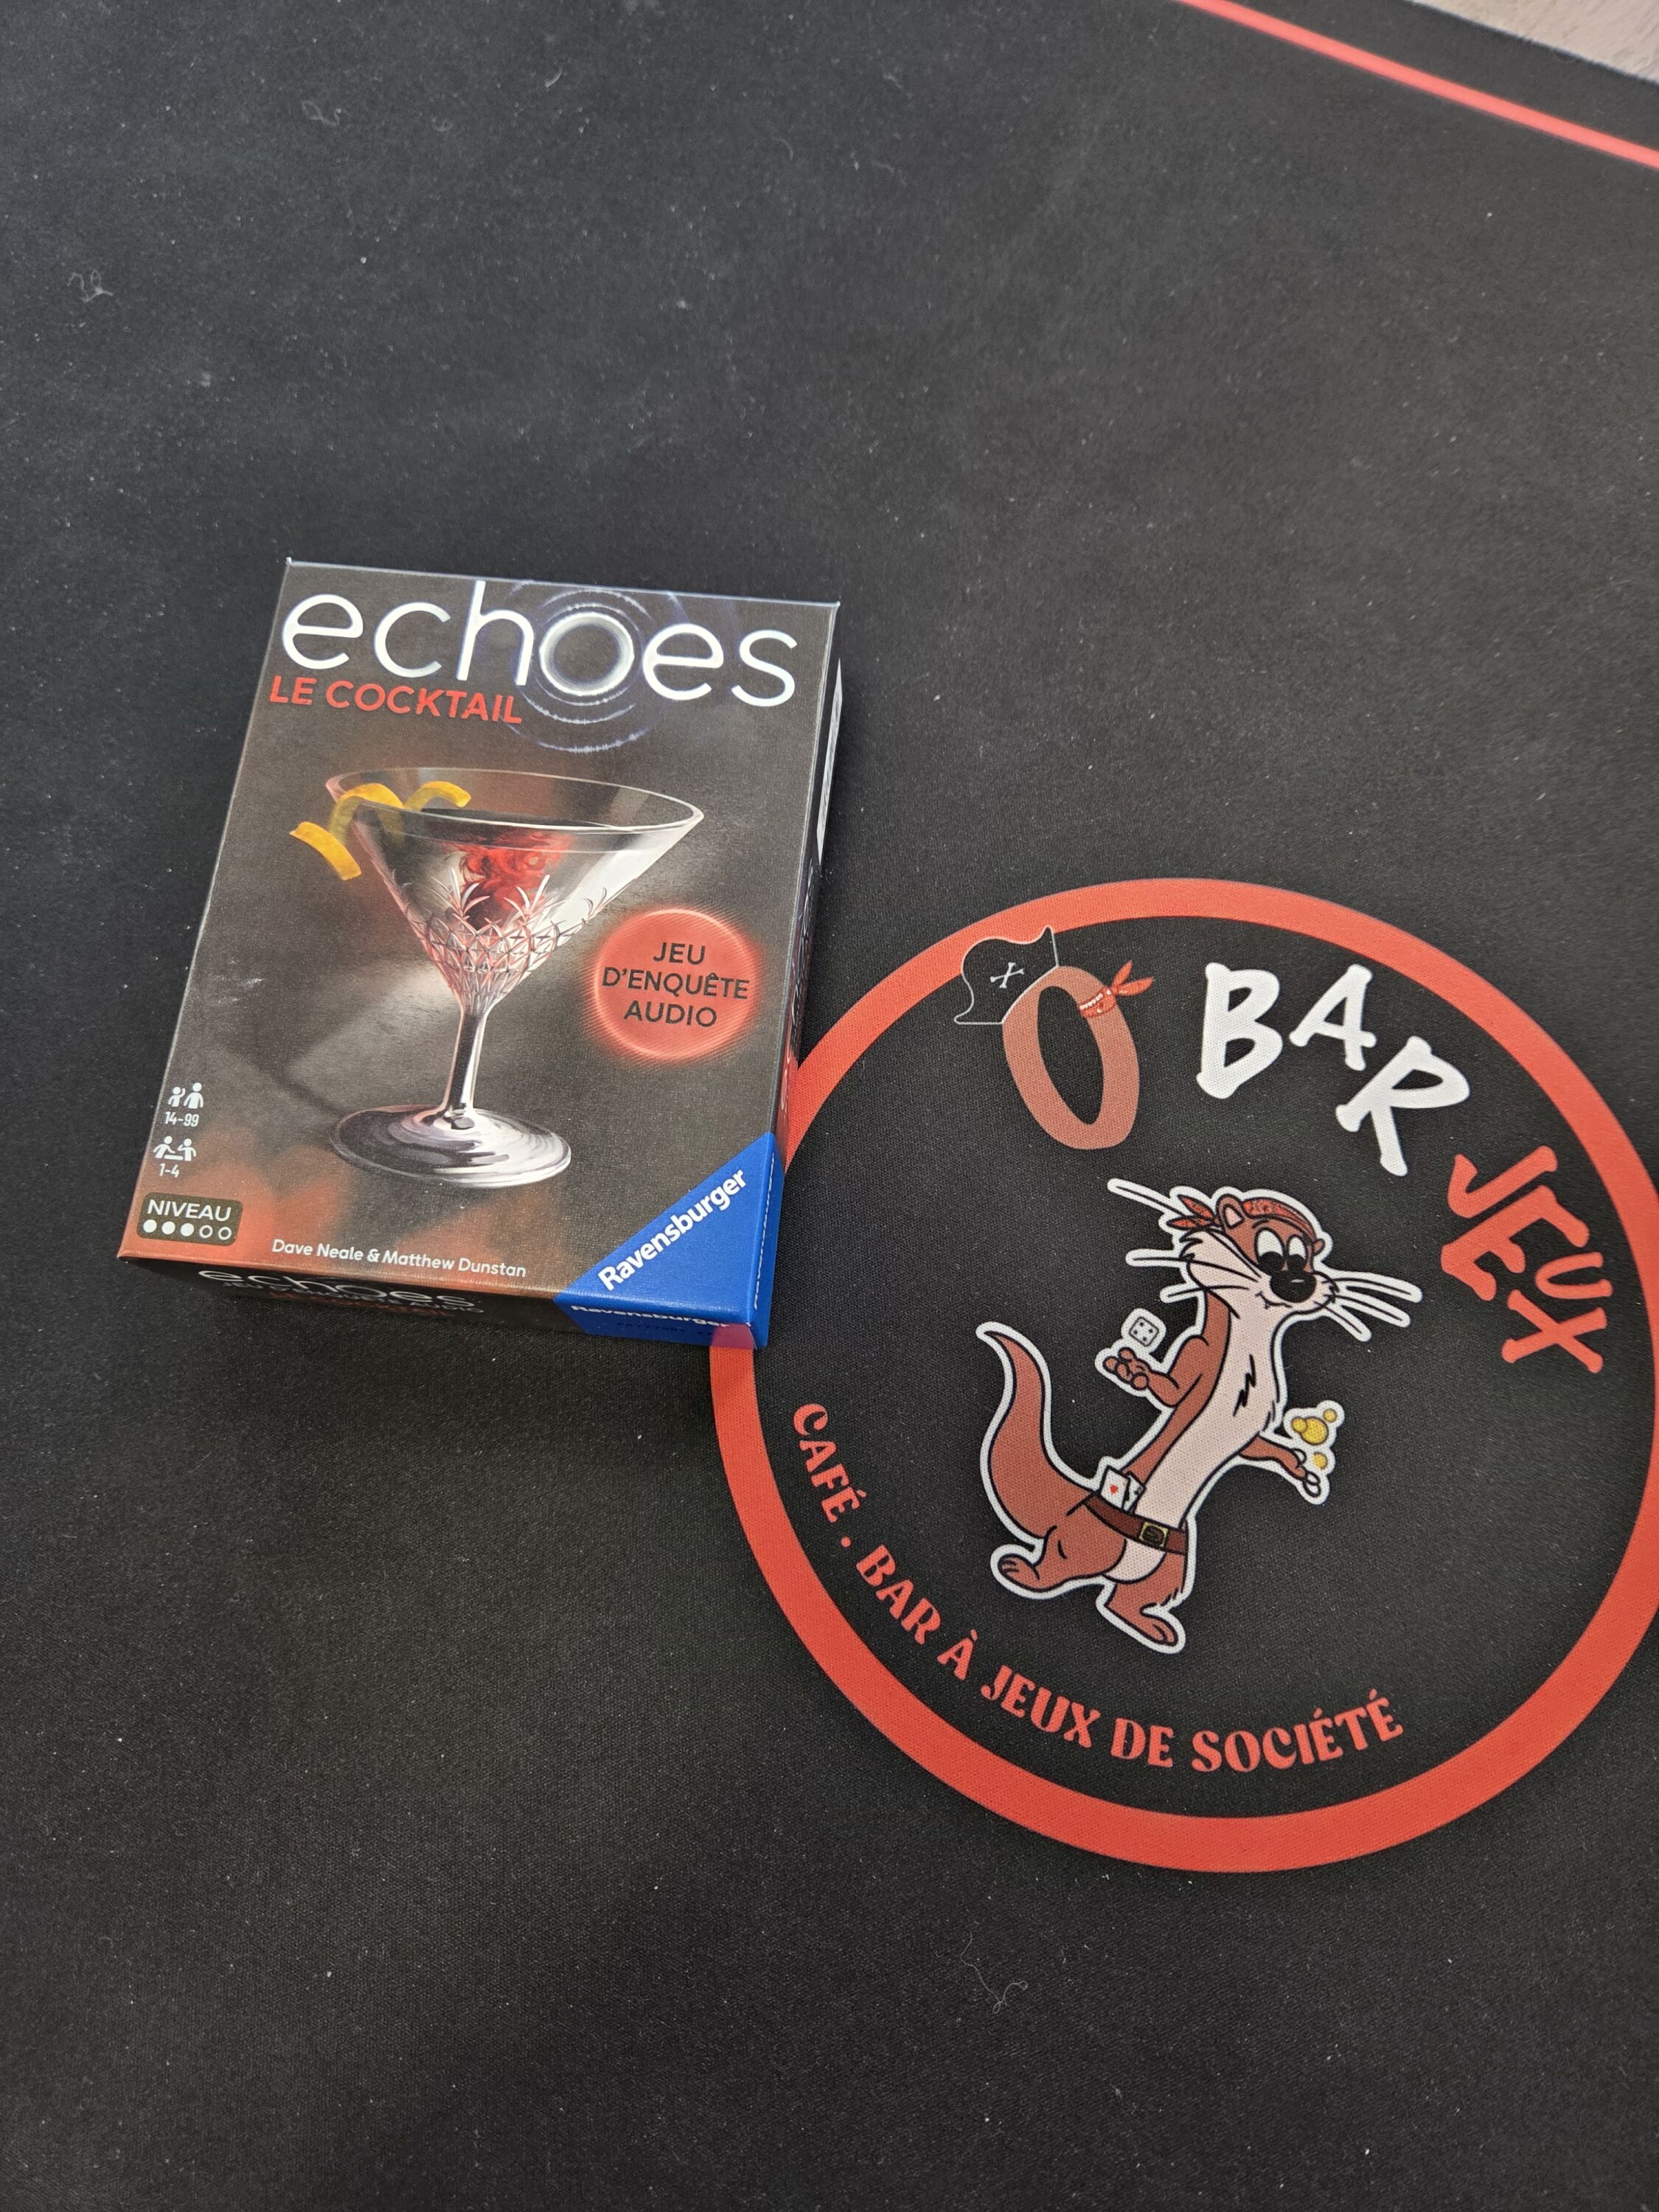 echoes
LE COCKTAIL
JEU
D'ENQUÊTE
AUDIO
14-99
1-4
NIVEAU
Dave Neale & Matthew Dunstan
Ravensburger
echoes
Ravensburger
O BAR JEUX
CAFÉ . BAR À JEUX DE SOCIÉTÉ